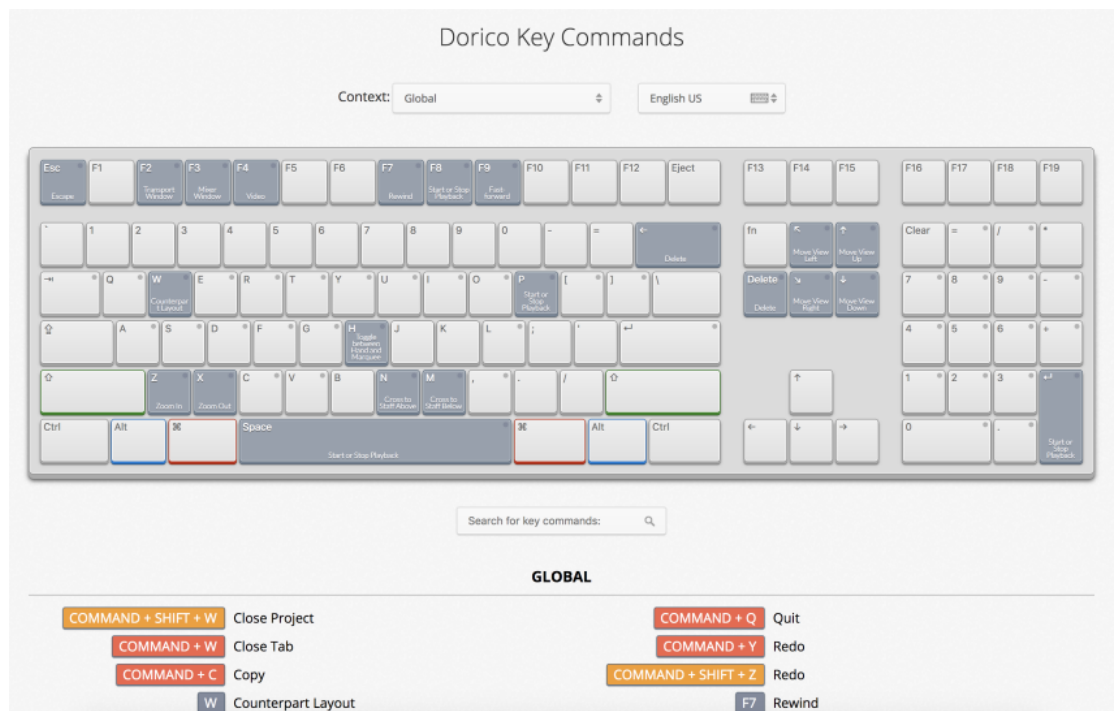 Dorico Key Commands
Context: Global English US
Esc F1 F2 F3 F4 F5 F6 F7 F8 F9 F10 F11 F12 Eject F13 F14 F15 F16 F17 F18 F19
Escape Transport Window Mixer Window Video Rewind Start or Stop Playback Fast-forward
` 1 2 3 4 5 6 7 8 9 0 - = ← fn ↖ ↑ Clear = / *
Delete Move View Left Move View Up
⇥ Q W E R T Y U I O P [ ] \ Delete ↘ ↓ 7 8 9 -
Counterpart Layout Start or Stop Playback Delete Move View Right Move View Down
⇪ A S D F G H J K L ; ' ↵ 4 5 6 +
Toggle between Hand and Marquee
⇧ Z X C V B N M , . / ⇧ ↑ 1 2 3 ↵
Zoom In Zoom Out Cross to Staff Above Cross to Staff Below
Ctrl Alt ⌘ Space ⌘ Alt Ctrl ← ↓ → 0 .
Start or Stop Playback Start or Stop Playback
Search for key commands:
GLOBAL
COMMAND + SHIFT + W Close Project COMMAND + Q Quit
COMMAND + W Close Tab COMMAND + Y Redo
COMMAND + C Copy COMMAND + SHIFT + Z Redo
W Counterpart Layout F7 Rewind